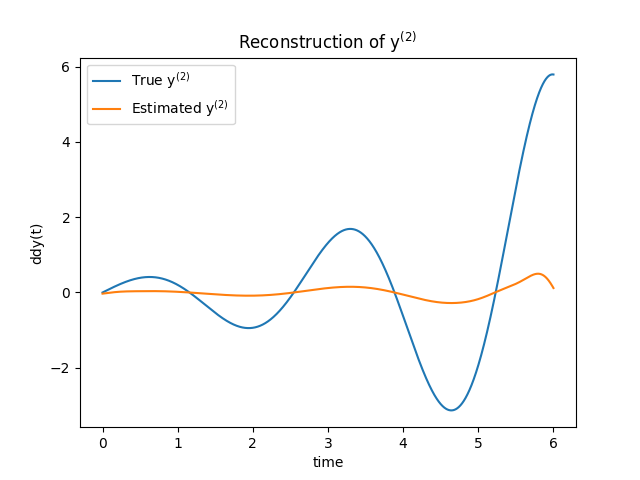 Reconstruction of y⁽²⁾
True y⁽²⁾
Estimated y⁽²⁾
ddy(t)
6
4
2
0
−2
0 1 2 3 4 5 6
time